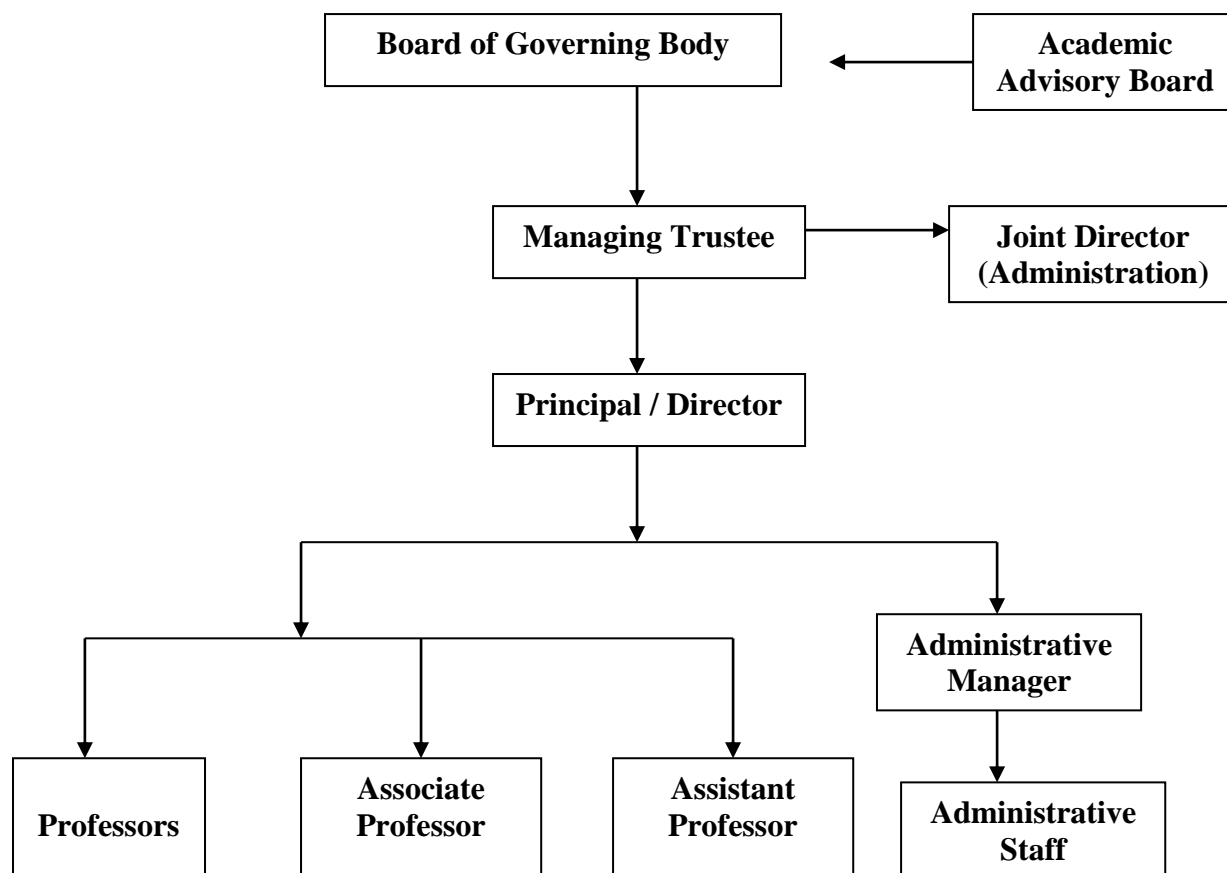 Board of Governing Body
Academic
Advisory Board
Managing Trustee
Joint Director
(Administration)
Principal / Director
Administrative
Manager
Professors
Associate
Professor
Assistant
Professor
Administrative
Staff